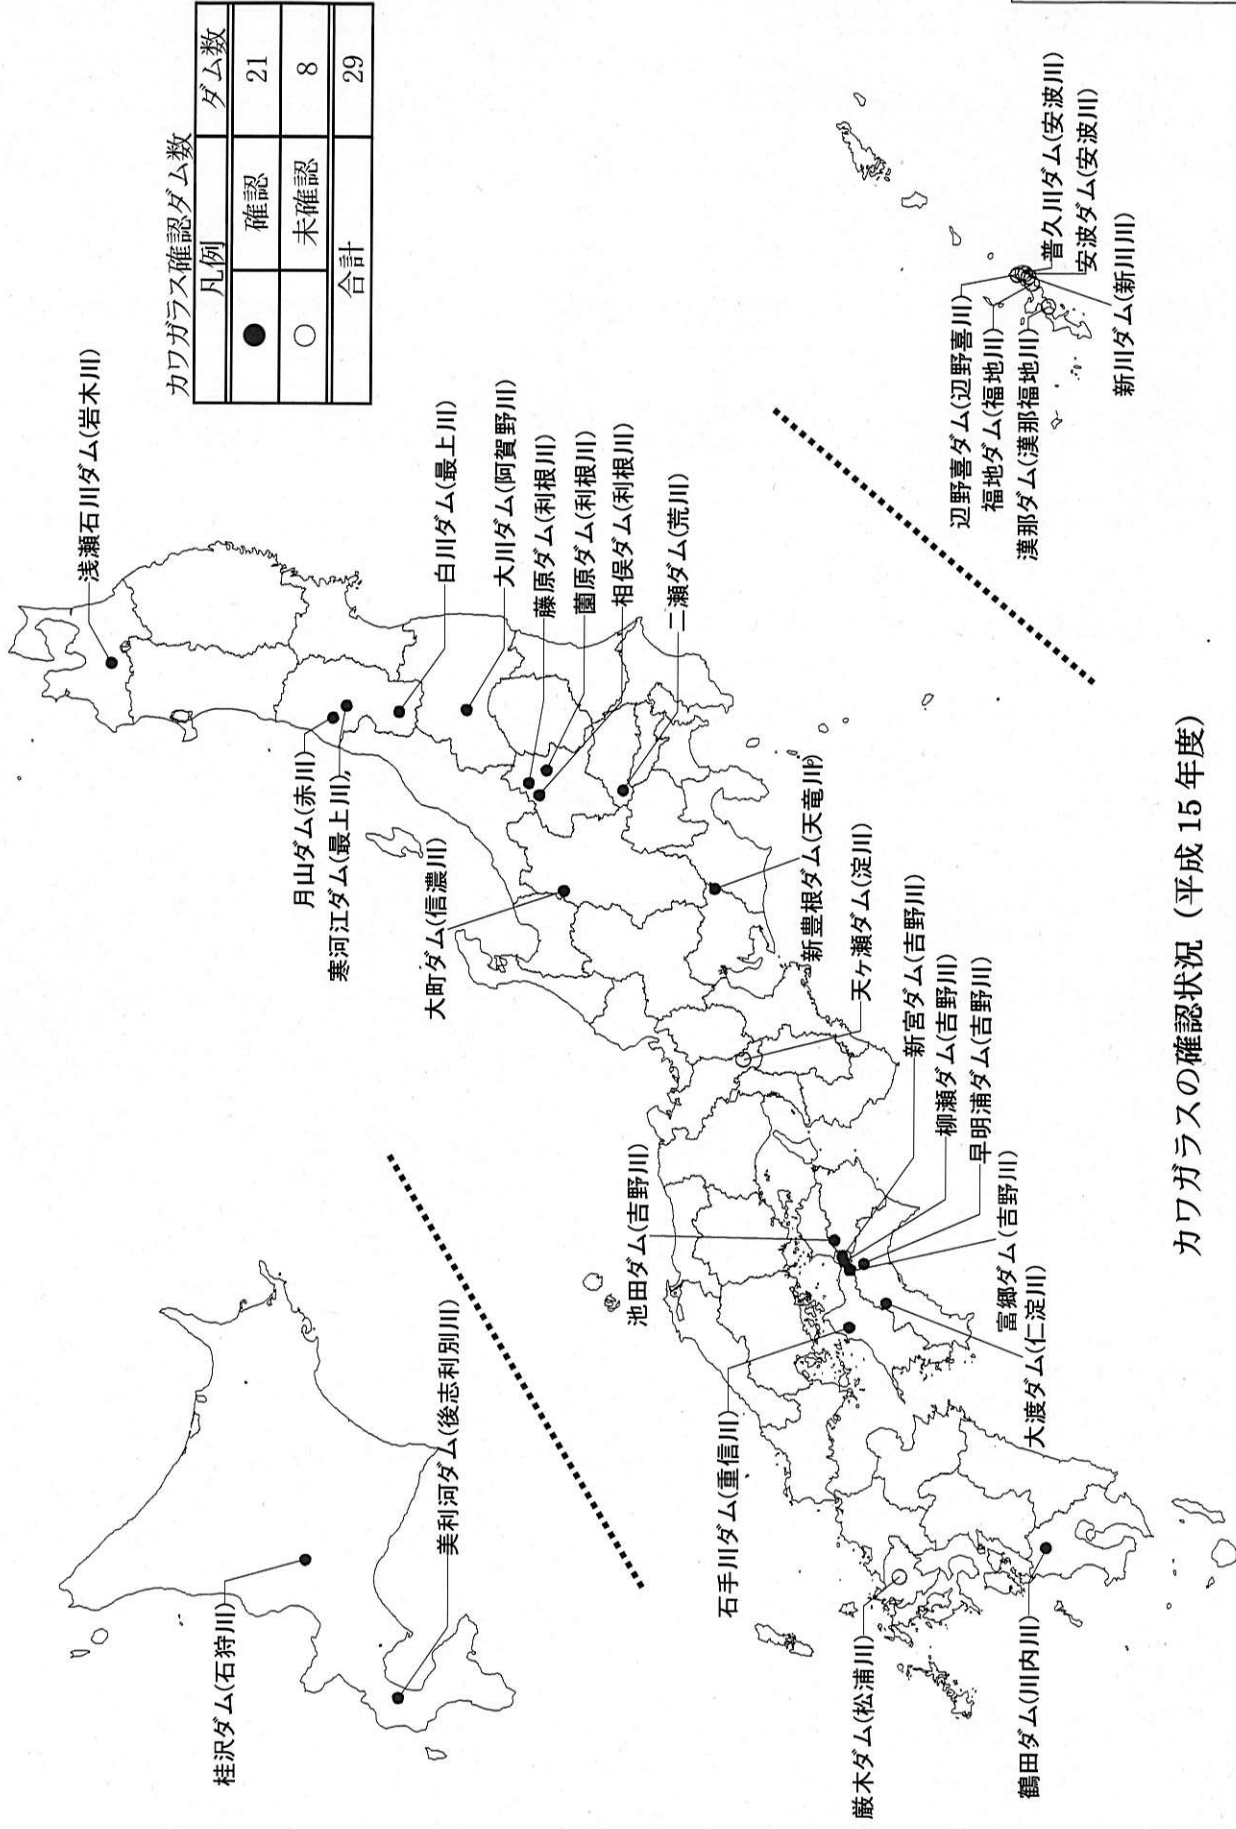 カワガラス確認ダム数
凡例 ダム数
● 確認 21
○ 未確認 8
合計 29
浅瀬石川ダム(岩木川)
白川ダム(最上川)
大川ダム(阿賀野川)
藤原ダム(利根川)
薗原ダム(利根川)
相俣ダム(利根川)
二瀬ダム(荒川)
月山ダム(赤川)
寒河江ダム(最上川)
大町ダム(信濃川)
新豊根ダム(天竜川)
天ヶ瀬ダム(淀川)
新宮ダム(吉野川)
柳瀬ダム(吉野川)
早明浦ダム(吉野川)
富郷ダム(吉野川)
大渡ダム(仁淀川)
池田ダム(吉野川)
石手川ダム(重信川)
厳木ダム(松浦川)
鶴田ダム(川内川)
桂沢ダム(石狩川)
美利河ダム(後志利別川)
辺野喜ダム(辺野喜川)
福地ダム(福地川)
漢那ダム(漢那福地川)
普久川ダム(安波川)
安波ダム(安波川)
新川ダム(新川川)
カワガラスの確認状況（平成 15 年度）